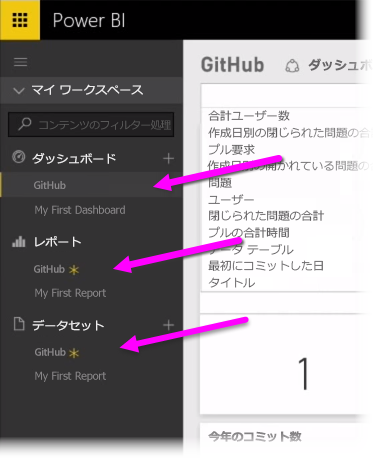 Power BI
マイ ワークスペース
コンテンツのフィルター処理
ダッシュボード
GitHub
My First Dashboard
レポート
GitHub
My First Report
データセット
GitHub
My First Report
GitHub
ダッシュボ
合計ユーザー数
作成日別の閉じられた問題の合
プル要求
作成日別の開かれている問題の
問題
ユーザー
閉じられた問題の合計
プルの合計時間
データ テーブル
最初にコミットした日
タイトル
1
今年のコミット数